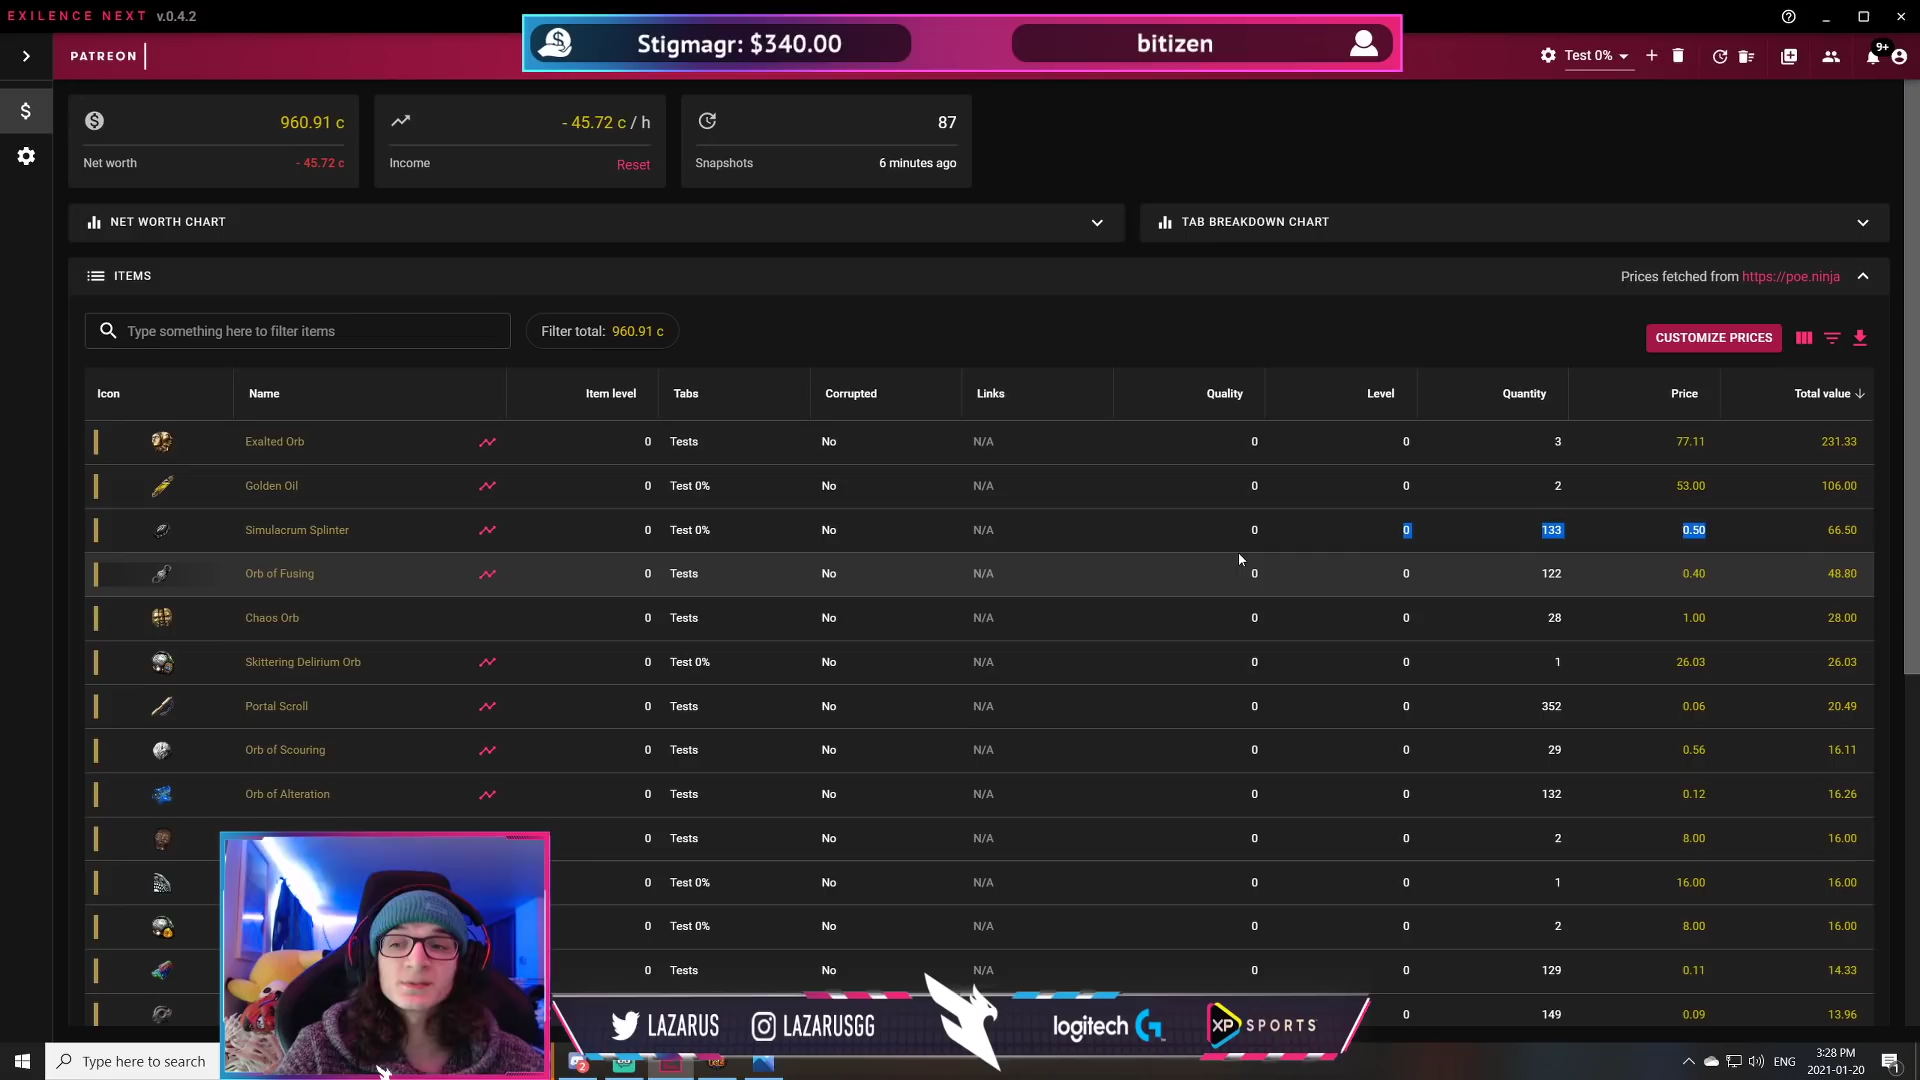 EXILENCE NEXT v.0.4.2
PATREON
Stigmagr: $340.00
bitizen
Test 0%
9+
960.91 c
Net worth
- 45.72 c
- 45.72 c / h
Income
Reset
87
Snapshots
6 minutes ago
NET WORTH CHART
TAB BREAKDOWN CHART
ITEMS
Prices fetched from https://poe.ninja
Type something here to filter items
Filter total: 960.91 c
CUSTOMIZE PRICES
Icon Name Item level Tabs Corrupted Links Quality Level Quantity Price Total value
Exalted Orb 0 Tests No N/A 0 0 3 77.11 231.33
Golden Oil 0 Test 0% No N/A 0 0 2 53.00 106.00
Simulacrum Splinter 0 Test 0% No N/A 0 0 133 0.50 66.50
Orb of Fusing 0 Tests No N/A 0 0 122 0.40 48.80
Chaos Orb 0 Tests No N/A 0 0 28 1.00 28.00
Skittering Delirium Orb 0 Test 0% No N/A 0 0 1 26.03 26.03
Portal Scroll 0 Tests No N/A 0 0 352 0.06 20.49
Orb of Scouring 0 Tests No N/A 0 0 29 0.56 16.11
Orb of Alteration 0 Tests No N/A 0 0 132 0.12 16.26
0 Tests No N/A 0 0 2 8.00 16.00
0 Test 0% No N/A 0 0 1 16.00 16.00
0 Test 0% No N/A 0 0 2 8.00 16.00
0 Tests No N/A 0 0 129 0.11 14.33
0 149 0.09 13.96
LAZARUS
LAZARUSGG
logitech G
XP SPORTS
Type here to search
2
ENG
3:28 PM
2021-01-20
1